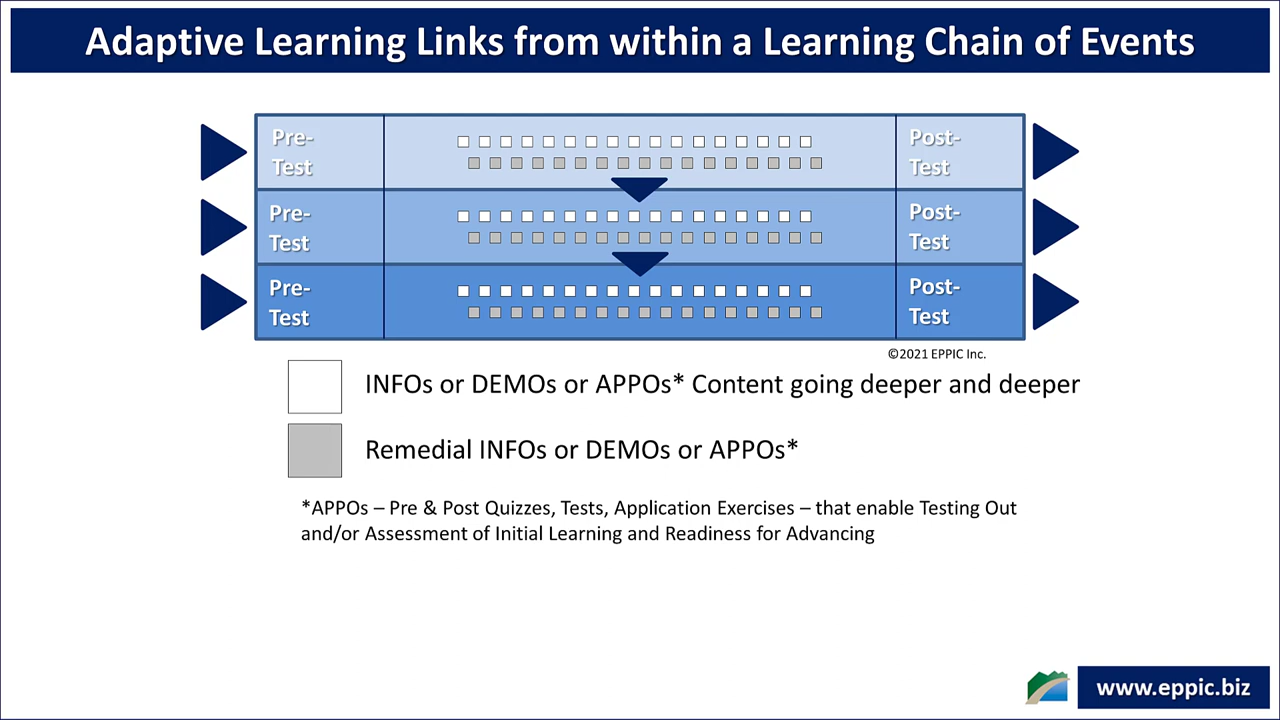 Adaptive Learning Links from within a Learning Chain of Events
Pre-
Test
Post-
Test
Pre-
Test
Post-
Test
Pre-
Test
Post-
Test
©2021 EPPIC Inc.
INFOs or DEMOs or APPOs* Content going deeper and deeper
Remedial INFOs or DEMOs or APPOs*
*APPOs – Pre & Post Quizzes, Tests, Application Exercises – that enable Testing Out
and/or Assessment of Initial Learning and Readiness for Advancing
www.eppic.biz